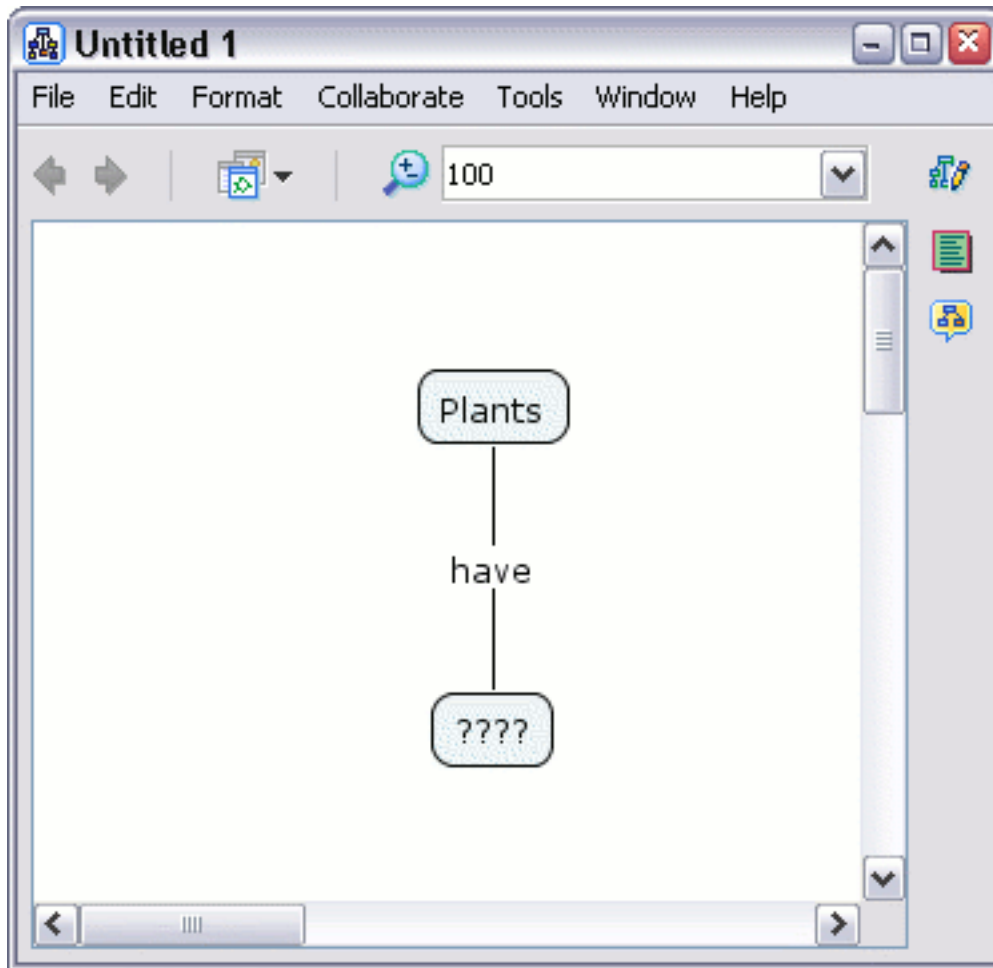 Untitled 1
File Edit Format Collaborate Tools Window Help
100
Plants
have
????